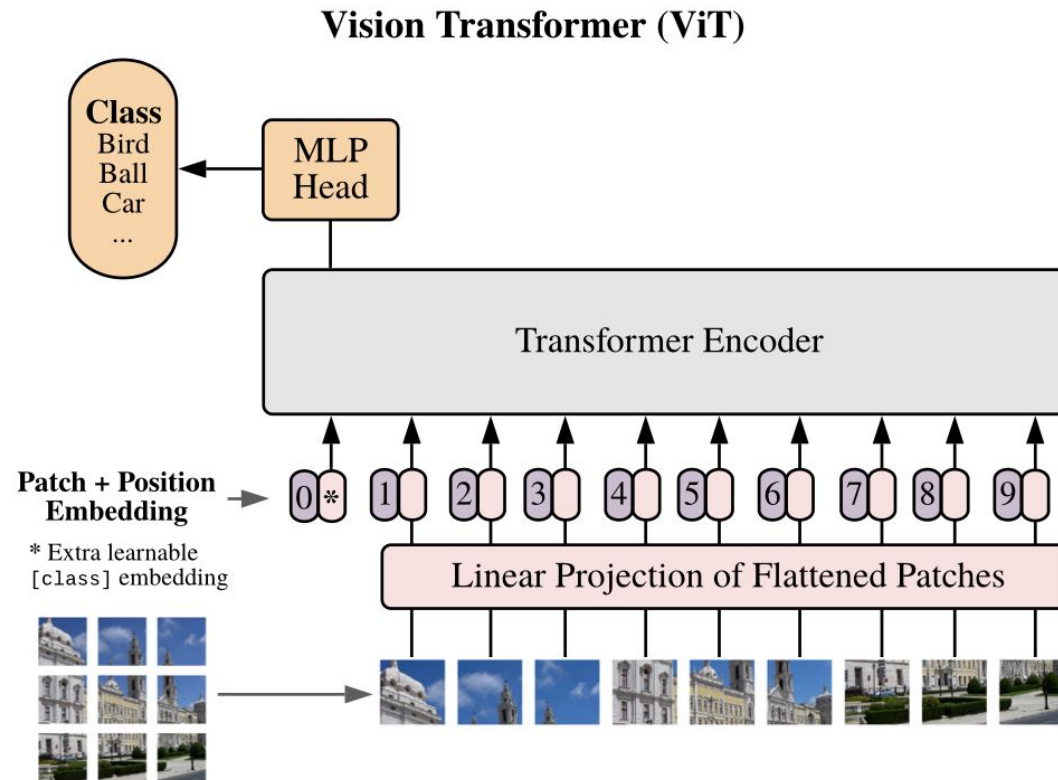 Vision Transformer (ViT)
Class
Bird
Ball
Car
...
MLP
Head
Transformer Encoder
Patch + Position
Embedding
0 * 1 2 3 4 5 6 7 8 9
* Extra learnable
[class] embedding
Linear Projection of Flattened Patches